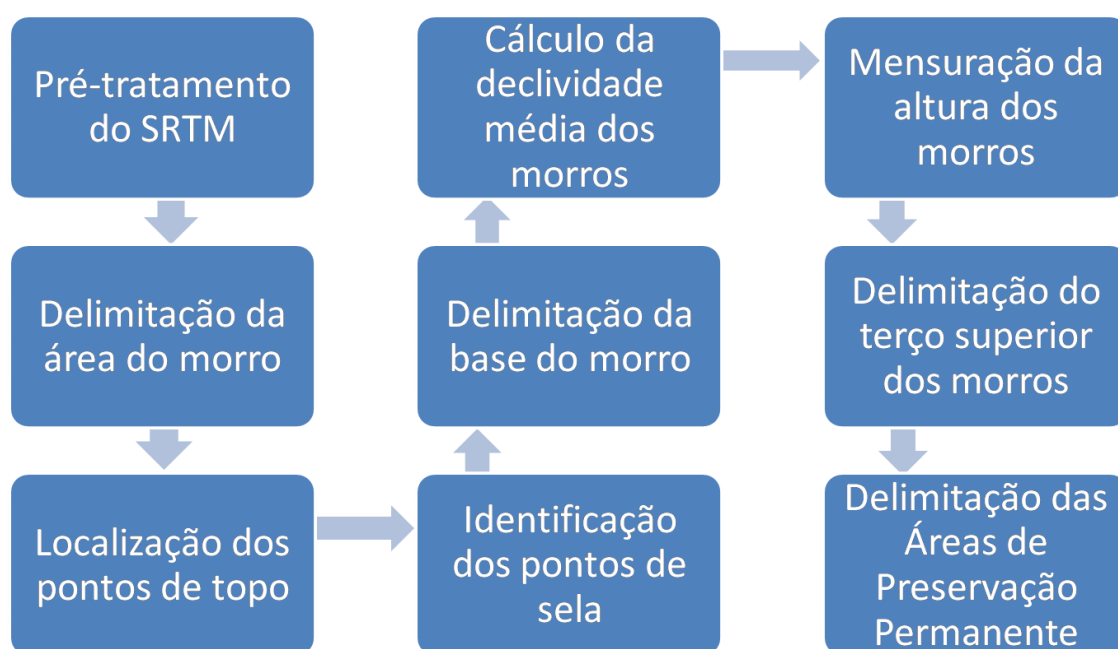 Pré-tratamento
do SRTM
Delimitação da
área do morro
Localização dos
pontos de topo
Identificação
dos pontos de
sela
Delimitação da
base do morro
Cálculo da
declividade
média dos
morros
Mensuração da
altura dos
morros
Delimitação do
terço superior
dos morros
Delimitação das
Áreas de
Preservação
Permanente